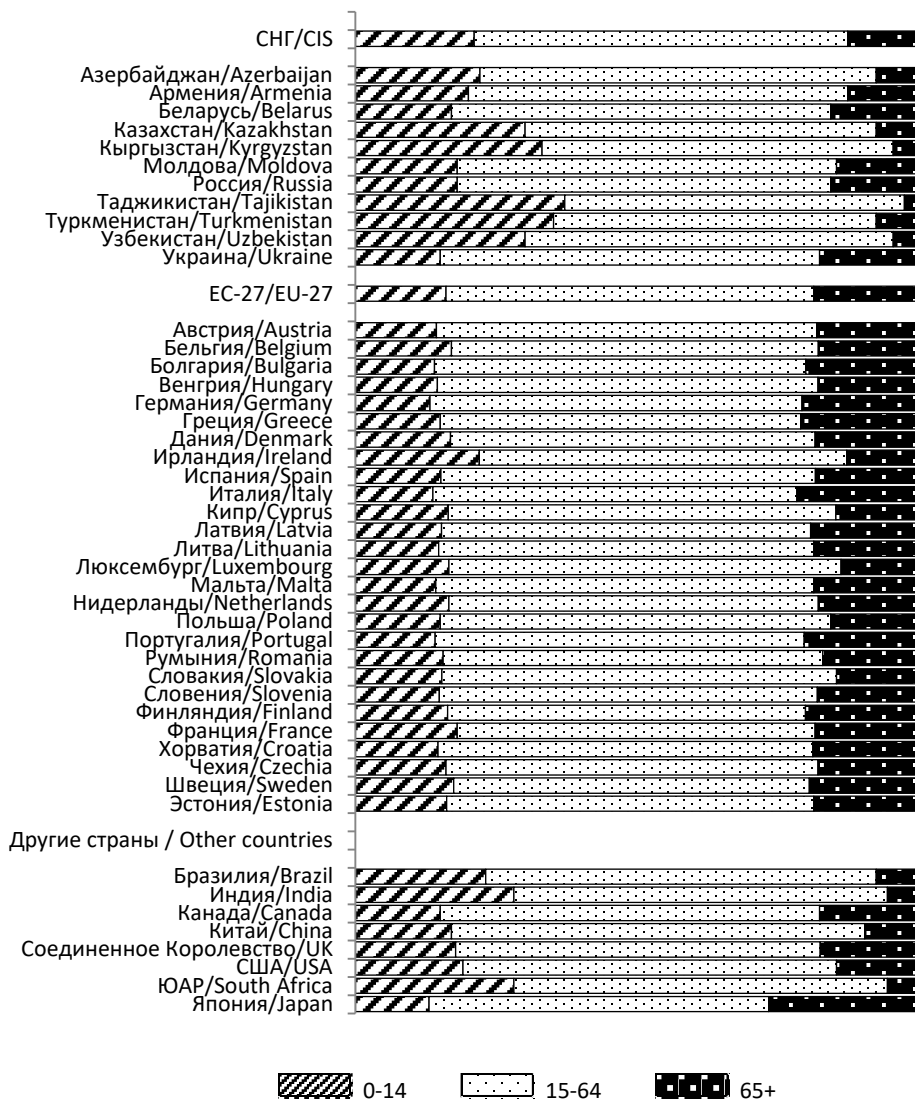 СНГ/CIS
Азербайджан/Azerbaijan
Армения/Armenia
Беларусь/Belarus
Казахстан/Kazakhstan
Кыргызстан/Kyrgyzstan
Молдова/Moldova
Россия/Russia
Таджикистан/Tajikistan
Туркменистан/Turkmenistan
Узбекистан/Uzbekistan
Украина/Ukraine
ЕС-27/EU-27
Австрия/Austria
Бельгия/Belgium
Болгария/Bulgaria
Венгрия/Hungary
Германия/Germany
Греция/Greece
Дания/Denmark
Ирландия/Ireland
Испания/Spain
Италия/Italy
Кипр/Cyprus
Латвия/Latvia
Литва/Lithuania
Люксембург/Luxembourg
Мальта/Malta
Нидерланды/Netherlands
Польша/Poland
Португалия/Portugal
Румыния/Romania
Словакия/Slovakia
Словения/Slovenia
Финляндия/Finland
Франция/France
Хорватия/Croatia
Чехия/Czechia
Швеция/Sweden
Эстония/Estonia
Другие страны / Other countries
Бразилия/Brazil
Индия/India
Канада/Canada
Китай/China
Соединенное Королевство/UK
США/USA
ЮАР/South Africa
Япония/Japan
0-14 15-64 65+